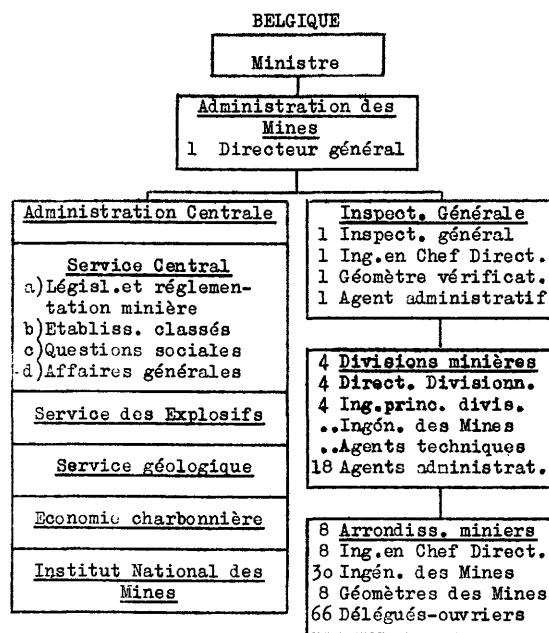 BELGIQUE
Ministre
Administration des
Mines
1 Directeur général
Administration Centrale
Service Central
a)Législ.et réglemen-
tation minière
b)Etabliss. classés
c)Questions sociales
d)Affaires générales
Service des Explosifs
Service géologique
Economie charbonnière
Institut National des
Mines
Inspect. Générale
1 Inspect. général
1 Ing.en Chef Direct.
1 Géomètre vérificat.
1 Agent administratif
4 Divisions minières
4 Direct. Divisionn.
4 Ing.princ. divis.
..Ingén. des Mines
..Agents techniques
18 Agents administrat.
8 Arrondiss. miniers
8 Ing.en Chef Direct.
30 Ingén. des Mines
8 Géomètres des Mines
66 Délégués-ouvriers